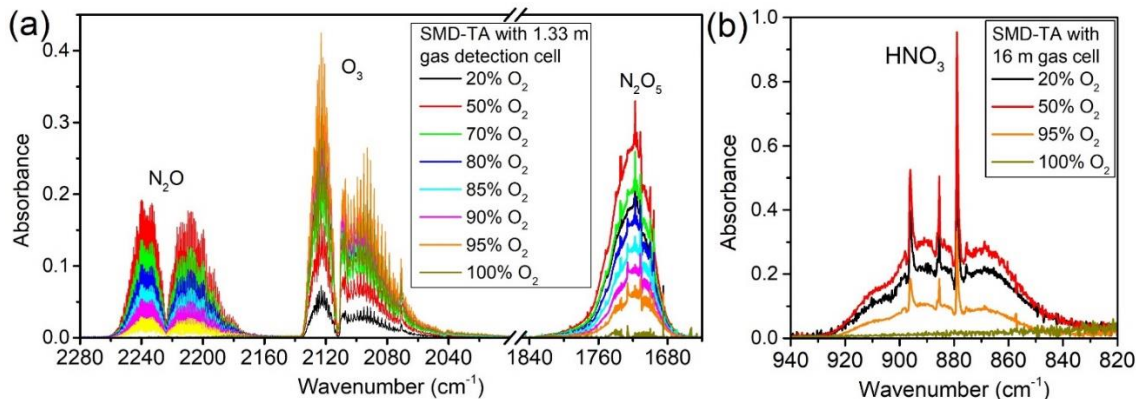 (a)
SMD-TA with 1.33 m
gas detection cell
20% O₂
50% O₂
70% O₂
80% O₂
85% O₂
90% O₂
95% O₂
100% O₂
N₂O
O₃
N₂O₅
Absorbance
0.4
0.3
0.2
0.1
0.0
2280 2240 2200 2160 2120 2080 2040 1840 1760 1680
Wavenumber (cm⁻¹)
(b)
SMD-TA with
16 m gas cell
20% O₂
50% O₂
95% O₂
100% O₂
HNO₃
Absorbance
1.0
0.8
0.6
0.4
0.2
0.0
940 920 900 880 860 840 820
Wavenumber (cm⁻¹)